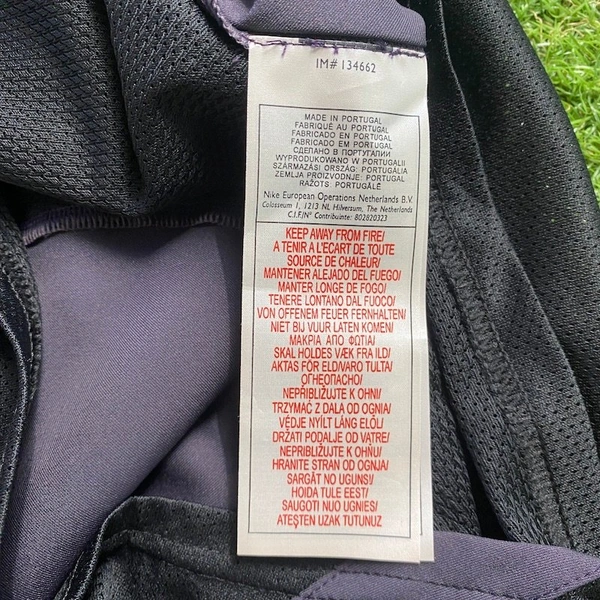 IM# 134662
MADE IN PORTUGAL
FABRIQUÉ AU PORTUGAL
FABRICADO EN PORTUGAL
FABRICADO EM PORTUGAL
СДЕЛАНО В ПОРТУГАЛИИ
WYPRODUKOWANO W PORTUGALII
SZÁRMAZÁSI ORSZÁG: PORTUGÁLIA
ZEMLJA PROIZVODNJE: PORTUGAL
RAŽOTS: PORTUGĀLĒ
Nike European Operations Netherlands B.V.
Colosseum 1, 1213 NL Hilversum, The Netherlands
C.I.F/N° Contribuinte: 802820323
KEEP AWAY FROM FIRE/
A TENIR A L'ECART DE TOUTE
SOURCE DE CHALEUR/
MANTENER ALEJADO DEL FUEGO/
MANTER LONGE DE FOGO/
TENERE LONTANO DAL FUOCO/
VON OFFENEM FEUER FERNHALTEN/
NIET BIJ VUUR LATEN KOMEN/
ΜΑΚΡΙΑ ΑΠΟ ΦΩΤΙΑ/
SKAL HOLDES VÆK FRA ILD/
AKTAS FÖR ELD/VARO TULTA/
ОГНЕОПАСНО/
NEPŘIBLIŽUJTE K OHNI/
TRZYMAĆ Z DALA OD OGNIA/
VÉDJE NYÍLT LÁNG ELŐL/
DRŽATI PODALJE OD VATRE/
NEPRIBLIŽUJTE K OHŇU/
HRANITE STRAN OD OGNJA/
SARGĀT NO UGUNS/
HOIDA TULE EEST/
SAUGOTI NUO UGNIES/
ATEŞTEN UZAK TUTUNUZ